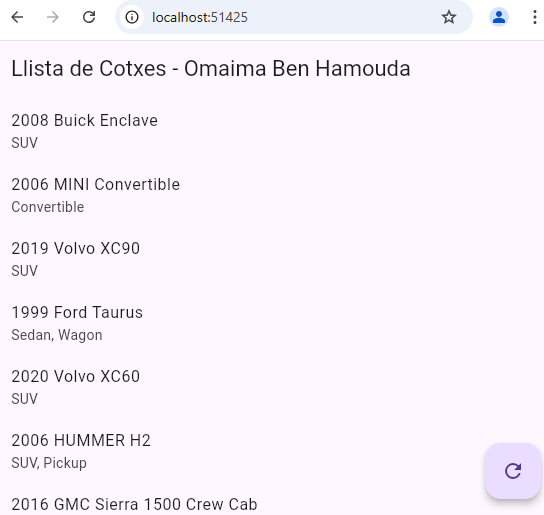 localhost:51425
Llista de Cotxes - Omaima Ben Hamouda
2008 Buick Enclave
SUV
2006 MINI Convertible
Convertible
2019 Volvo XC90
SUV
1999 Ford Taurus
Sedan, Wagon
2020 Volvo XC60
SUV
2006 HUMMER H2
SUV, Pickup
2016 GMC Sierra 1500 Crew Cab